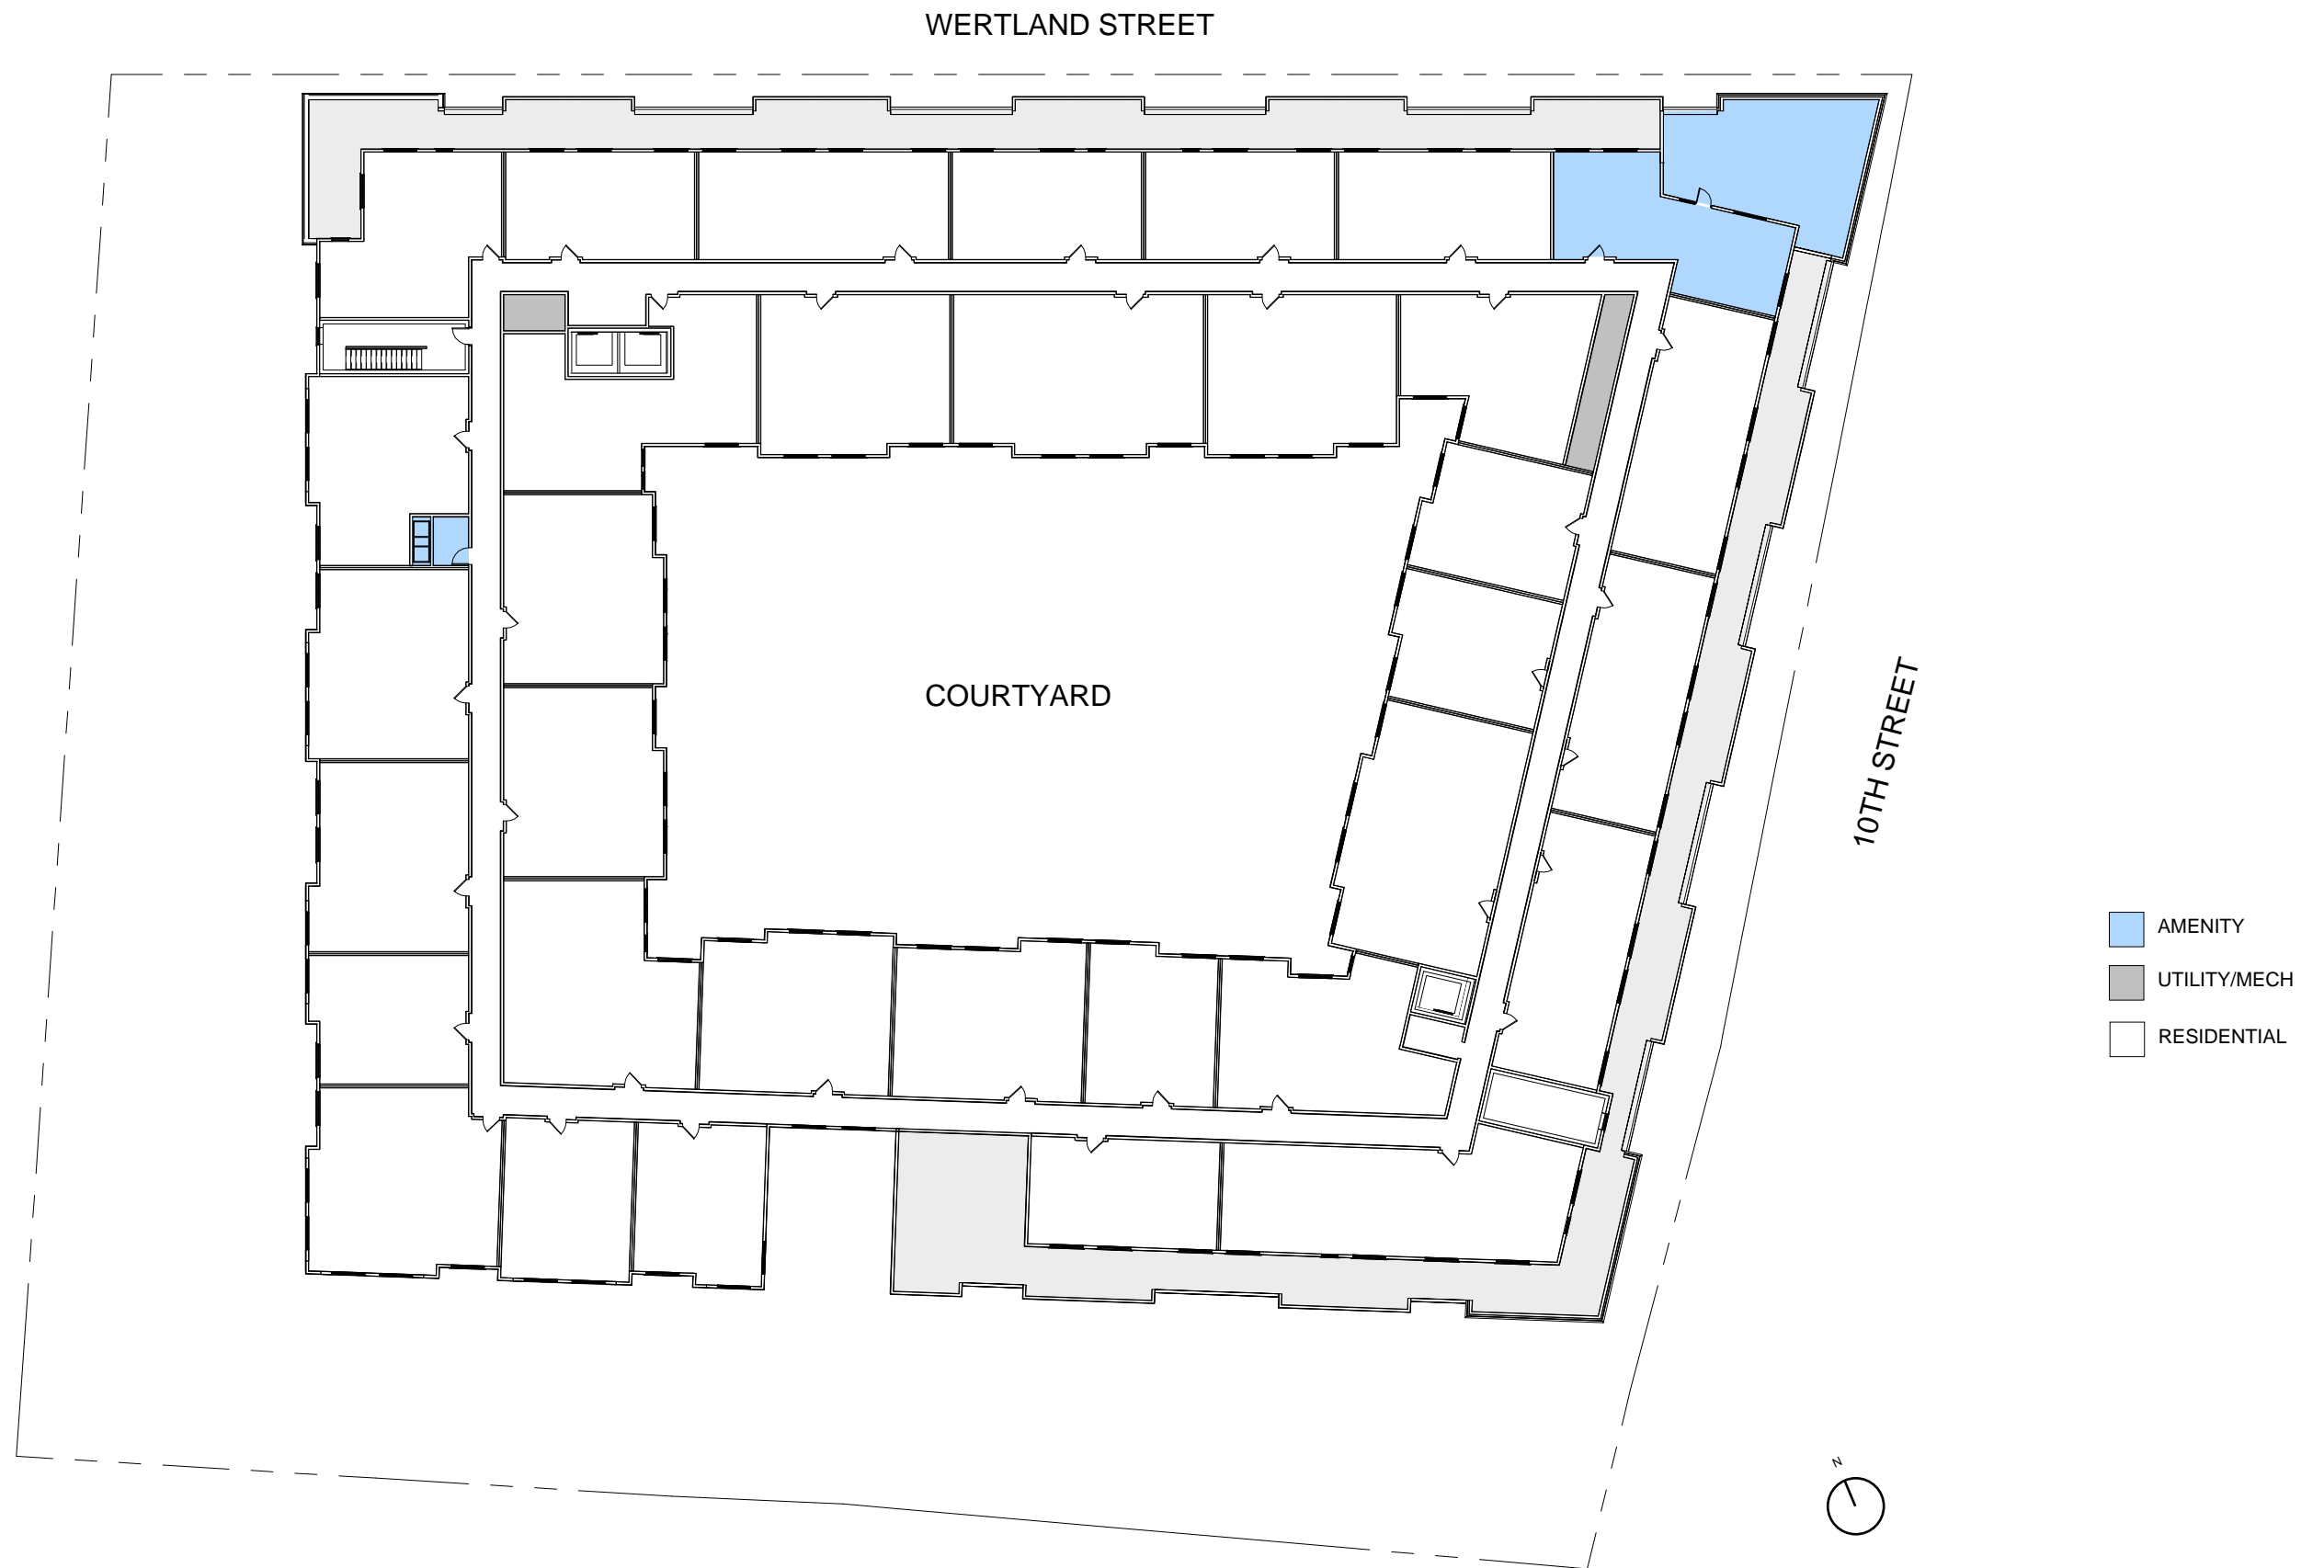 WERTLAND STREET
COURTYARD
10TH STREET
AMENITY
UTILITY/MECH
RESIDENTIAL
N